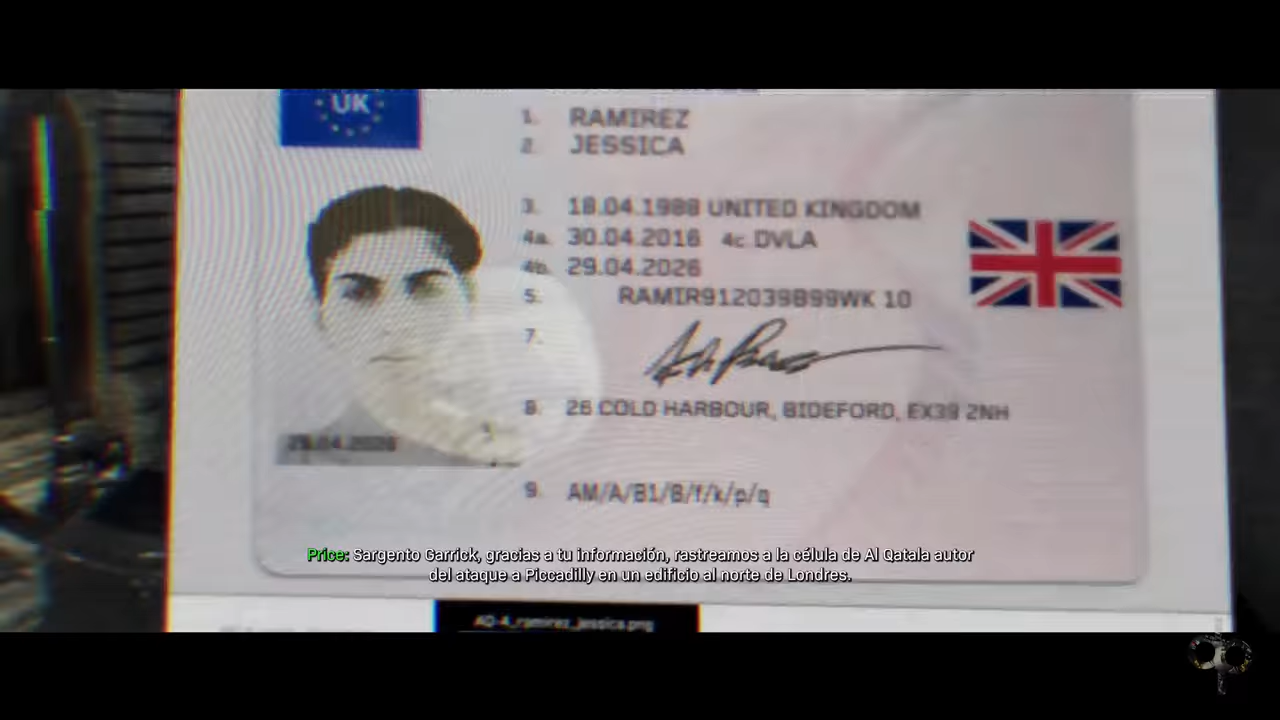 UK
1. RAMIREZ
2. JESSICA
3. 18.04.1988 UNITED KINGDOM
4a. 30.04.2016 4c. DVLA
4b. 29.04.2026
5. RAMIR912039B99WK 10
7.
8. 26 COLD HARBOUR, BIDEFORD, EX39 2NH
29.04.2026
9. AM/A/B1/B/f/k/p/q
Price: Sargento Garrick, gracias a tu información, rastreamos a la célula de Al Qatala autor
del ataque a Piccadilly en un edificio al norte de Londres.
AQ-4_ramirez_jessica.png